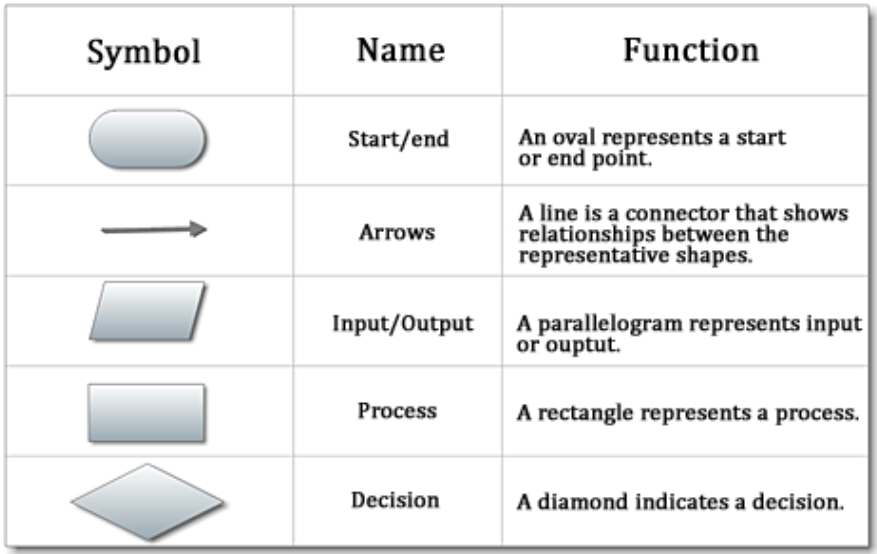 Symbol Name Function
Start/end
An oval represents a start
or end point.
Arrows
A line is a connector that shows
relationships between the
representative shapes.
Input/Output
A parallelogram represents input
or ouptut.
Process
A rectangle represents a process.
Decision
A diamond indicates a decision.